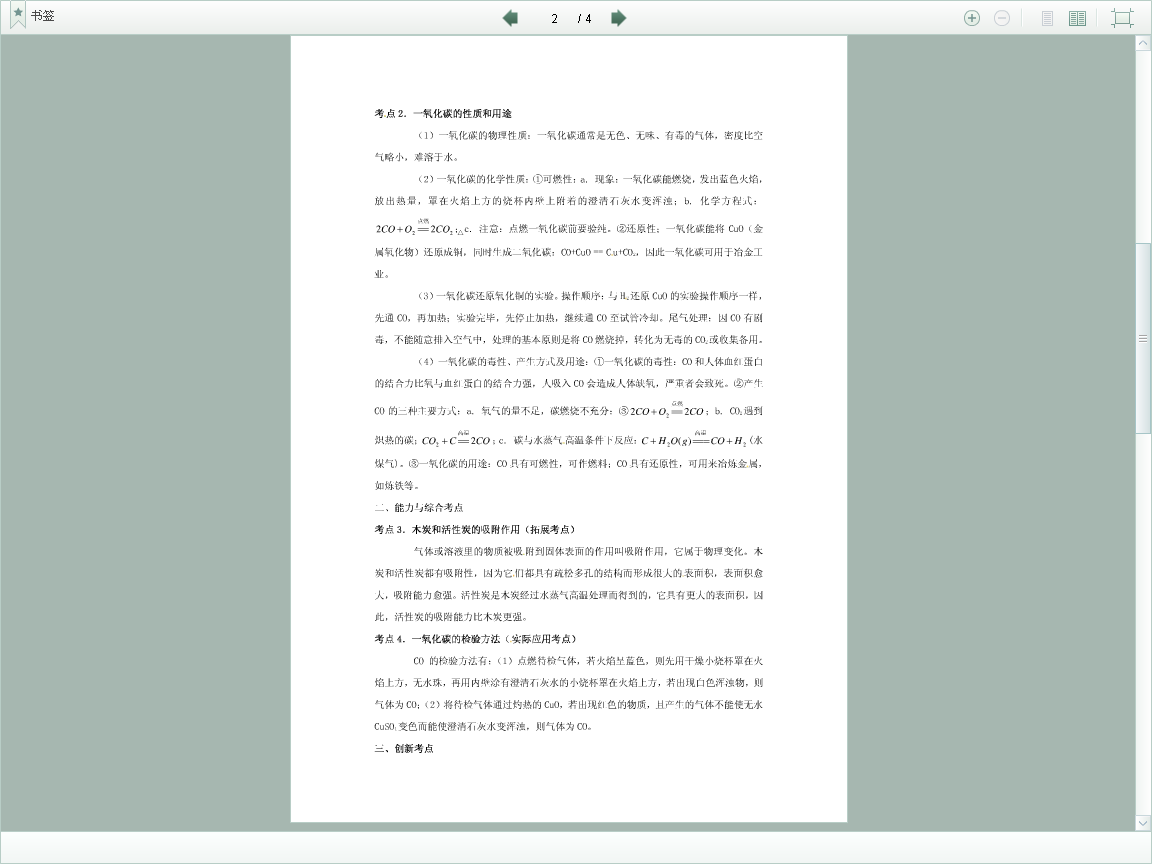 书签
2 / 4
考点 2．一氧化碳的性质和用途
（1）一氧化碳的物理性质：一氧化碳通常是无色、无味、有毒的气体，密度比空
气略小，难溶于水。
（2）一氧化碳的化学性质：①可燃性：a. 现象：一氧化碳能燃烧，发出蓝色火焰，
放出热量，罩在火焰上方的烧杯内壁上附着的澄清石灰水变浑浊；b. 化学方程式：
2CO+O₂ 点燃══ 2CO₂；△c. 注意：点燃一氧化碳前要验纯。②还原性：一氧化碳能将 CuO（金
属氧化物）还原成铜，同时生成二氧化碳：CO+CuO == Cu+CO₂，因此一氧化碳可用于冶金工
业。
（3）一氧化碳还原氧化铜的实验。操作顺序：与 H₂还原 CuO 的实验操作顺序一样，
先通 CO，再加热；实验完毕，先停止加热，继续通 CO 至试管冷却。尾气处理：因 CO 有剧
毒，不能随意排入空气中，处理的基本原则是将 CO 燃烧掉，转化为无毒的 CO₂或收集备用。
（4）一氧化碳的毒性、产生方式及用途：①一氧化碳的毒性：CO 和人体血红蛋白
的结合力比氧与血红蛋白的结合力强，人吸入 CO 会造成人体缺氧，严重者会致死。②产生
CO 的三种主要方式：a. 氧气的量不足，碳燃烧不充分：③2CO+O₂ 点燃══ 2CO；b. CO₂遇到
炽热的碳：CO₂+C 高温══ 2CO；c. 碳与水蒸气高温条件下反应：C+H₂O(g) 高温══ CO+H₂(水
煤气)。③一氧化碳的用途：CO 具有可燃性，可作燃料；CO 具有还原性，可用来冶炼金属，
如炼铁等。
二、能力与综合考点
考点 3．木炭和活性炭的吸附作用（拓展考点）
气体或溶液里的物质被吸附到固体表面的作用叫吸附作用，它属于物理变化。木
炭和活性炭都有吸附性，因为它们都具有疏松多孔的结构而形成很大的表面积，表面积愈
大，吸附能力愈强。活性炭是木炭经过水蒸气高温处理而得到的，它具有更大的表面积，因
此，活性炭的吸附能力比木炭更强。
考点 4．一氧化碳的检验方法（实际应用考点）
CO 的检验方法有：（1）点燃待检气体，若火焰呈蓝色，则先用干燥小烧杯罩在火
焰上方，无水珠，再用内壁涂有澄清石灰水的小烧杯罩在火焰上方，若出现白色浑浊物，则
气体为 CO；（2）将待检气体通过灼热的 CuO，若出现红色的物质，且产生的气体不能使无水
CuSO₄变色而能使澄清石灰水变浑浊，则气体为 CO。
三、创新考点